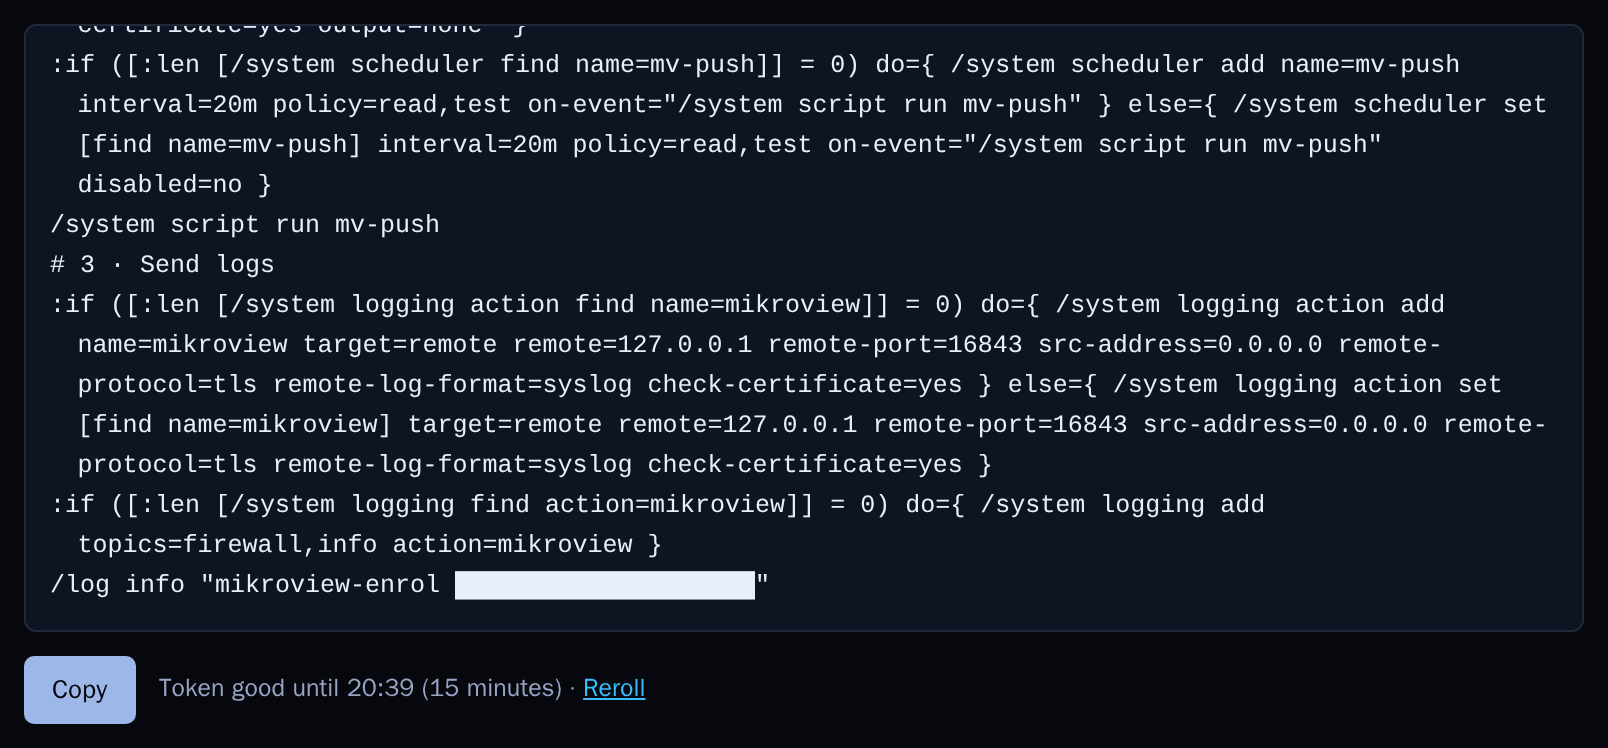 certificate=yes output=none" }
:if ([:len [/system scheduler find name=mv-push]] = 0) do={ /system scheduler add name=mv-push
interval=20m policy=read,test on-event="/system script run mv-push" } else={ /system scheduler set
[find name=mv-push] interval=20m policy=read,test on-event="/system script run mv-push"
disabled=no }
/system script run mv-push
# 3 · Send logs
:if ([:len [/system logging action find name=mikroview]] = 0) do={ /system logging action add
name=mikroview target=remote remote=127.0.0.1 remote-port=16843 src-address=0.0.0.0 remote-
protocol=tls remote-log-format=syslog check-certificate=yes } else={ /system logging action set
[find name=mikroview] target=remote remote=127.0.0.1 remote-port=16843 src-address=0.0.0.0 remote-
protocol=tls remote-log-format=syslog check-certificate=yes }
:if ([:len [/system logging find action=mikroview]] = 0) do={ /system logging add
topics=firewall,info action=mikroview }
/log info "mikroview-enrol "
Copy Token good until 20:39 (15 minutes) · Reroll